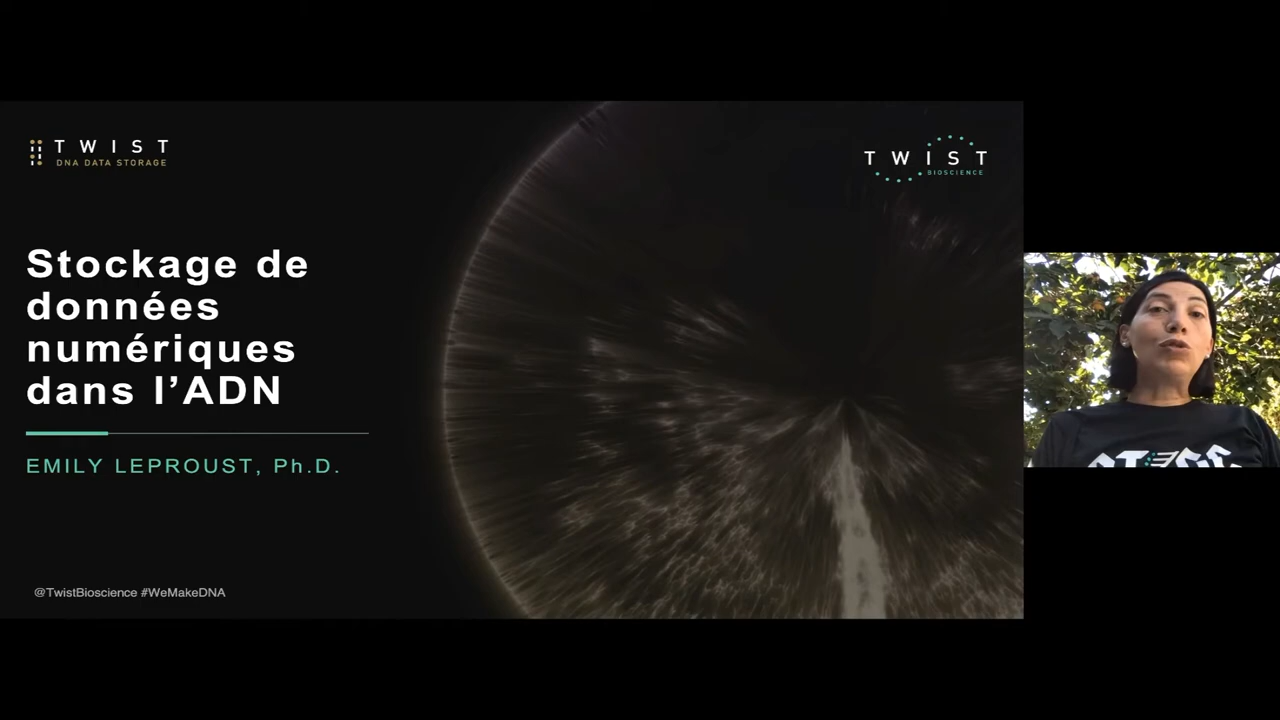 TWIST
DNA DATA STORAGE
TWIST
BIOSCIENCE
Stockage de
données
numériques
dans l’ADN
EMILY LEPROUST, Ph.D.
@TwistBioscience #WeMakeDNA